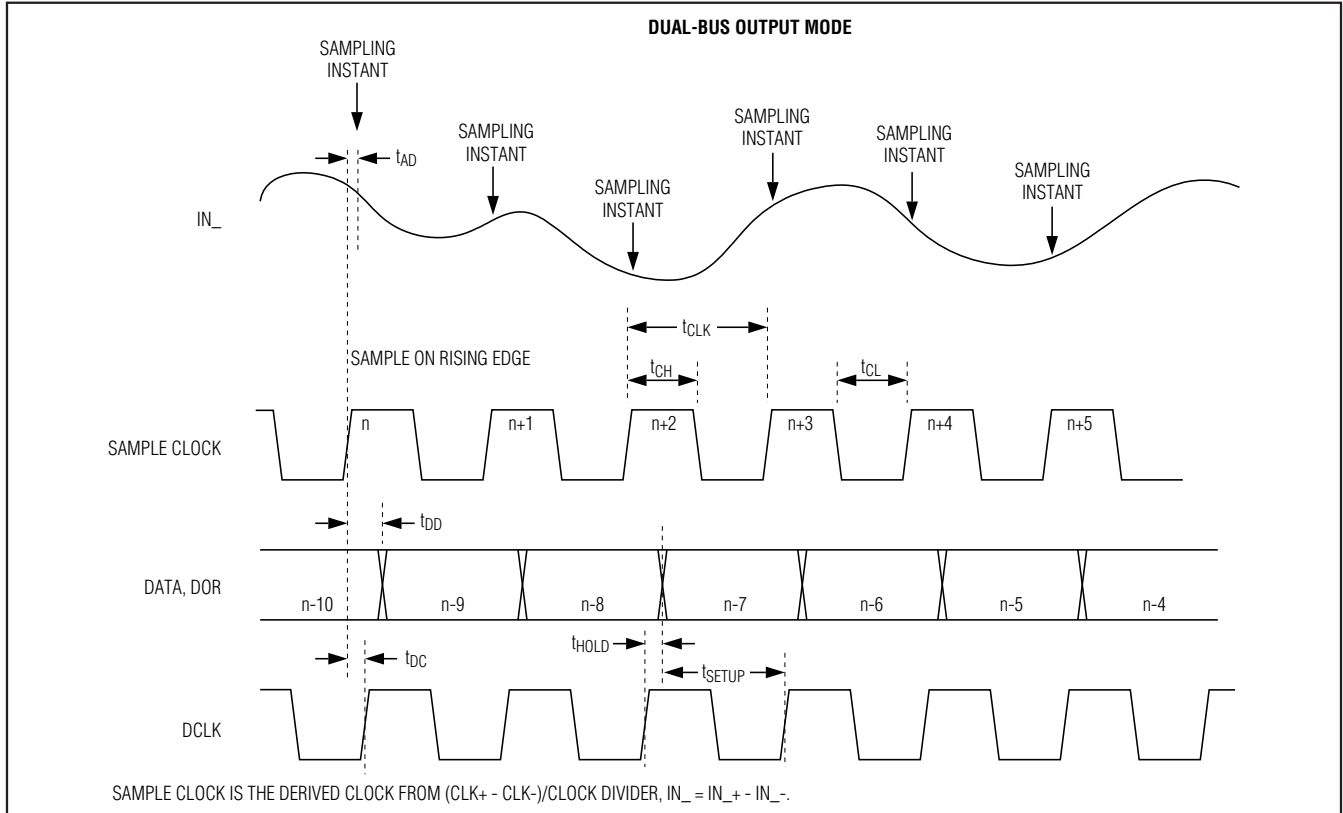 DUAL-BUS OUTPUT MODE
SAMPLING
INSTANT
SAMPLING
INSTANT
SAMPLING
INSTANT
SAMPLING
INSTANT
SAMPLING
INSTANT
SAMPLING
INSTANT
tAD
IN_
tCLK
SAMPLE ON RISING EDGE
tCH
tCL
SAMPLE CLOCK
n n+1 n+2 n+3 n+4 n+5
tDD
DATA, DOR
n-10 n-9 n-8 n-7 n-6 n-5 n-4
tHOLD
tDC
tSETUP
DCLK
SAMPLE CLOCK IS THE DERIVED CLOCK FROM (CLK+ - CLK-)/CLOCK DIVIDER, IN_ = IN_+ - IN_-.